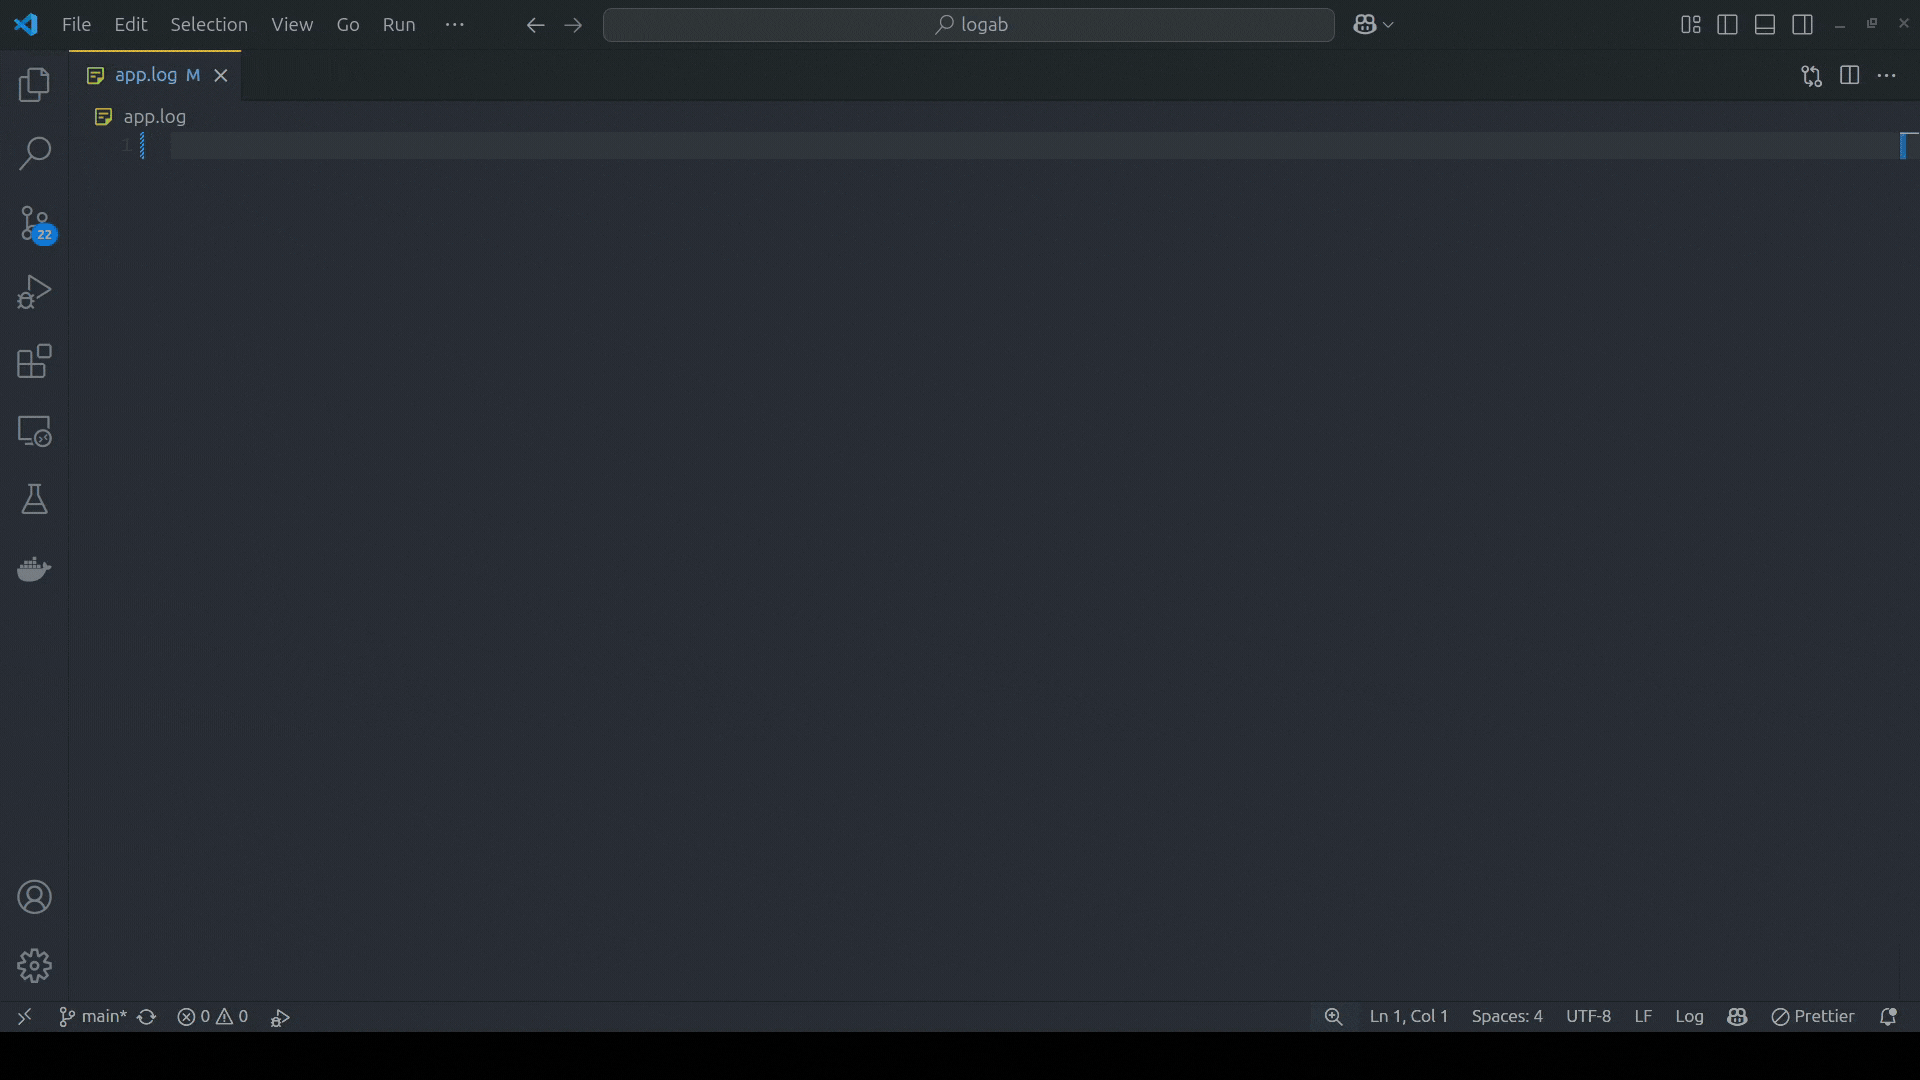 File Edit Selection View Go Run ··· logab
app.log M
app.log
1
22
main* 0 0 Ln 1, Col 1 Spaces: 4 UTF-8 LF Log Prettier